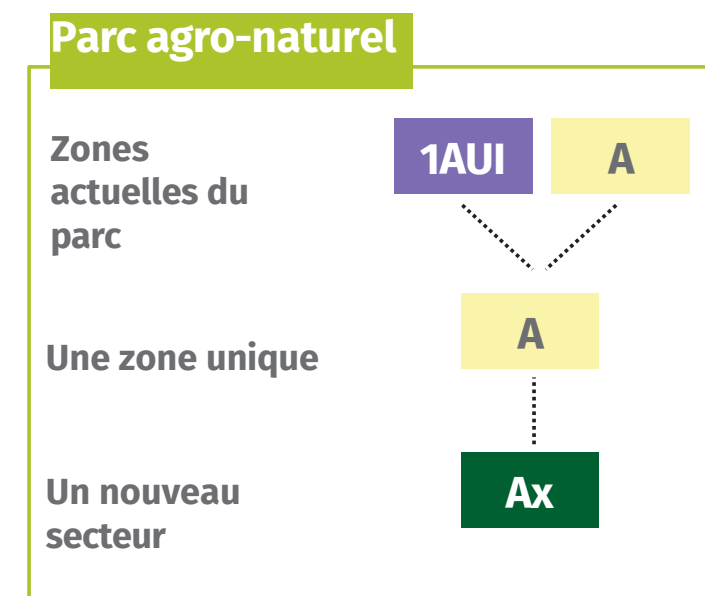 Parc agro-naturel
Zones
actuelles du
parc
1AUI
A
Une zone unique
A
Un nouveau
secteur
Ax